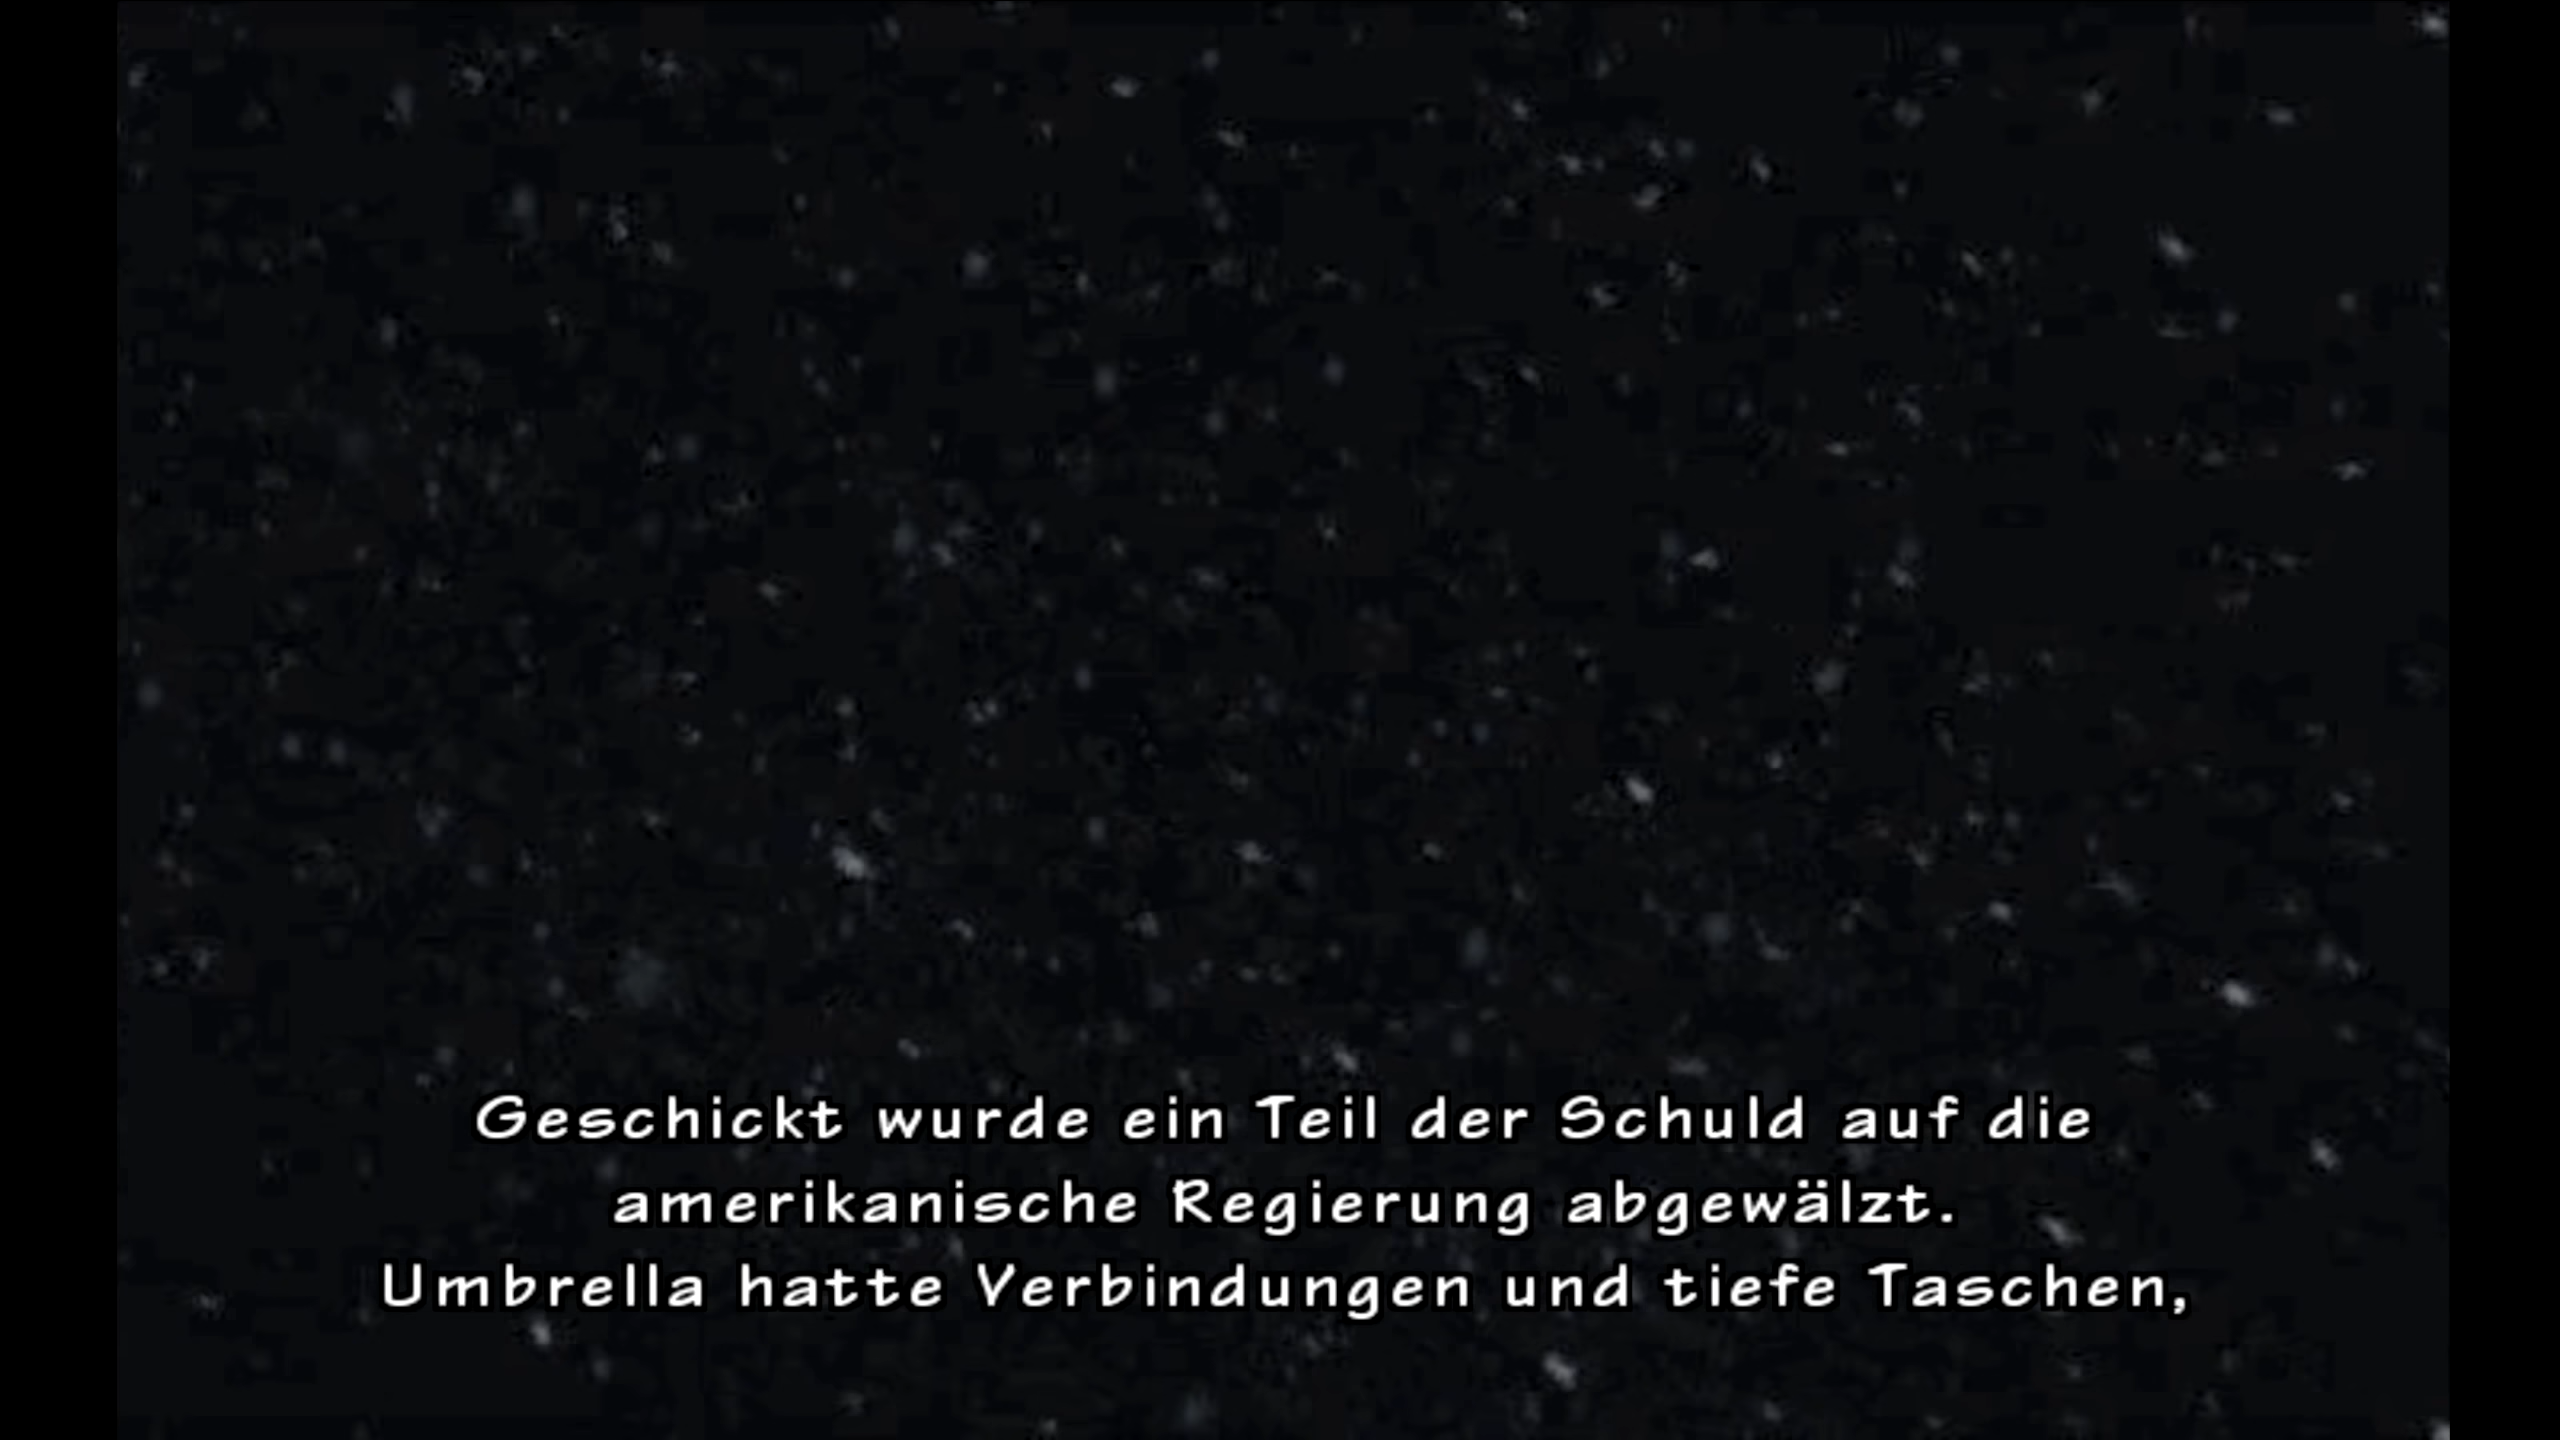 Geschickt wurde ein Teil der Schuld auf die
amerikanische Regierung abgewälzt.
Umbrella hatte Verbindungen und tiefe Taschen,